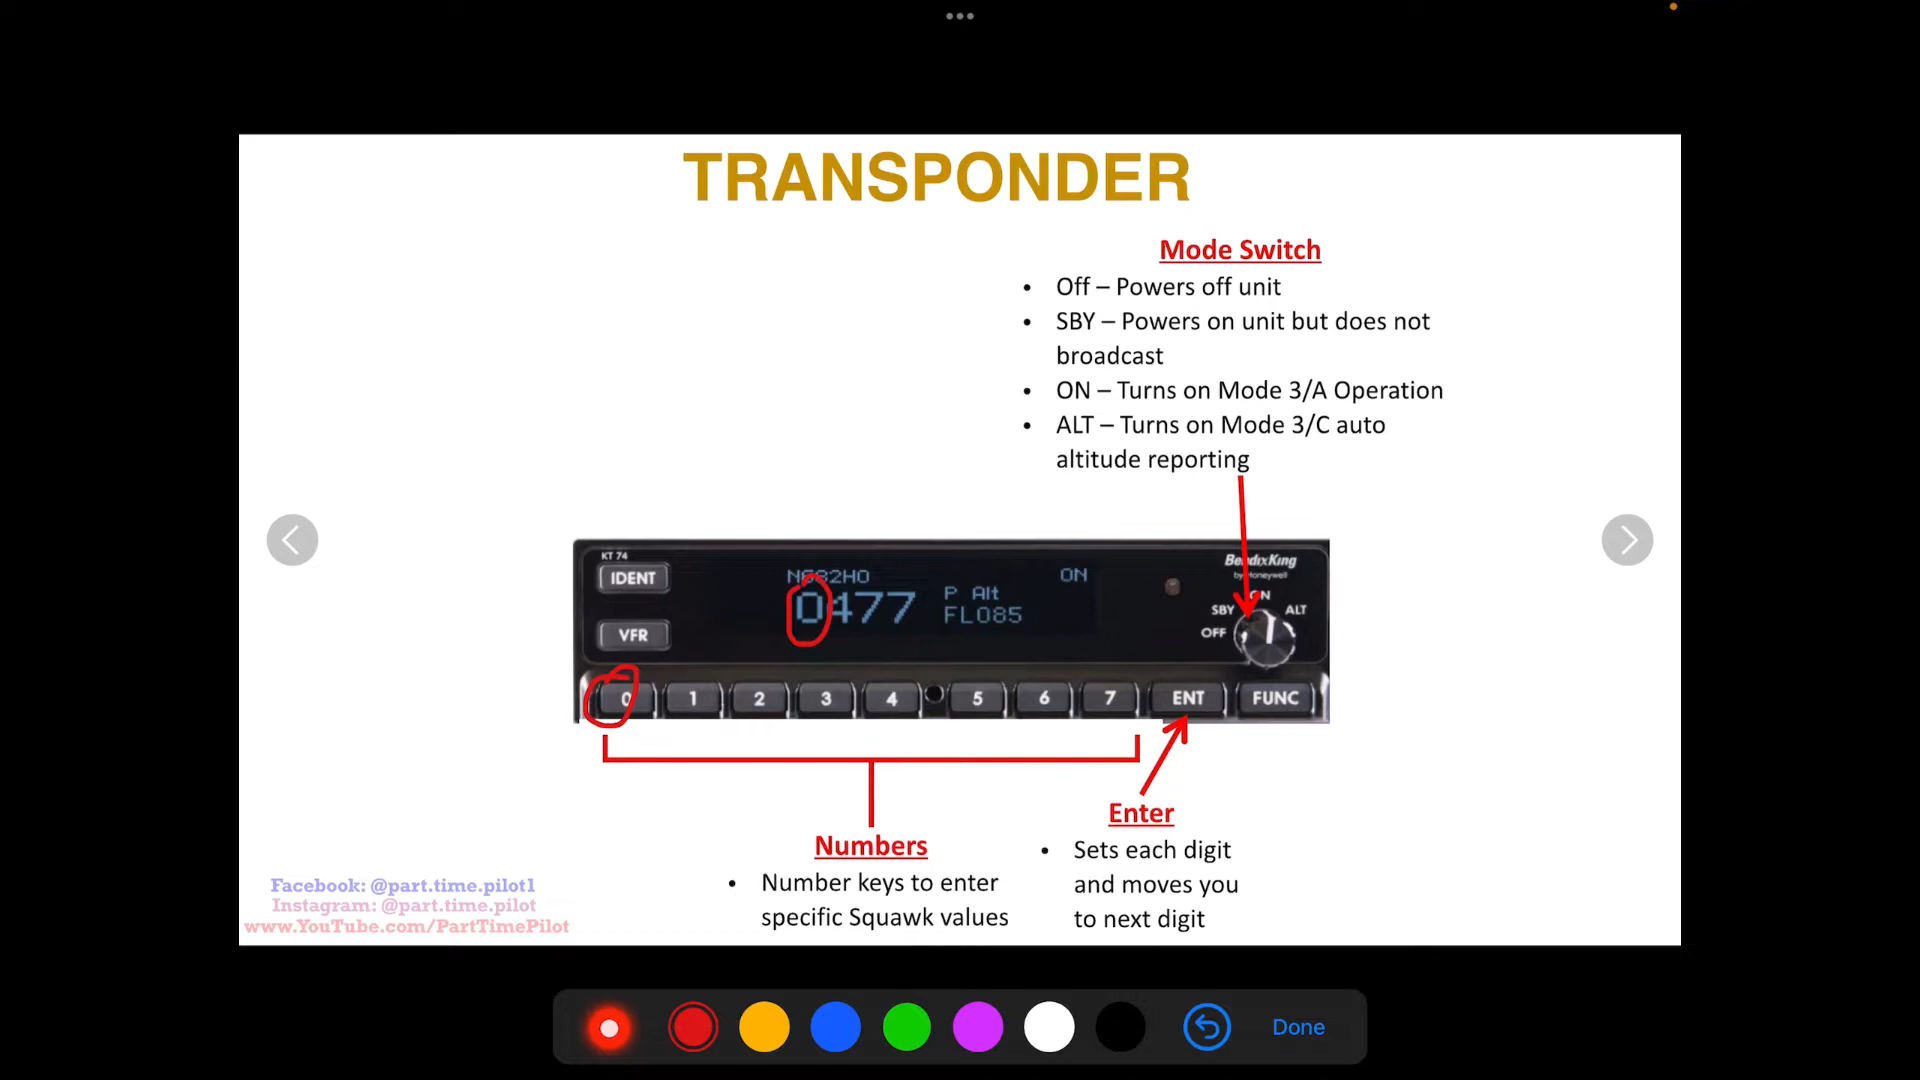 TRANSPONDER
Mode Switch
• Off – Powers off unit
• SBY – Powers on unit but does not
broadcast
• ON – Turns on Mode 3/A Operation
• ALT – Turns on Mode 3/C auto
altitude reporting
KT 74
IDENT
ON
BendixKing
by Honeywell
0477
P Alt
FL085
ON
SBY
ALT
OFF
VFR
0 1 2 3 4 5 6 7 ENT FUNC
Enter
• Sets each digit
and moves you
to next digit
Numbers
• Number keys to enter
specific Squawk values
Facebook: @part.time.pilot1
Instagram: @part.time.pilot
www.YouTube.com/PartTimePilot
Done